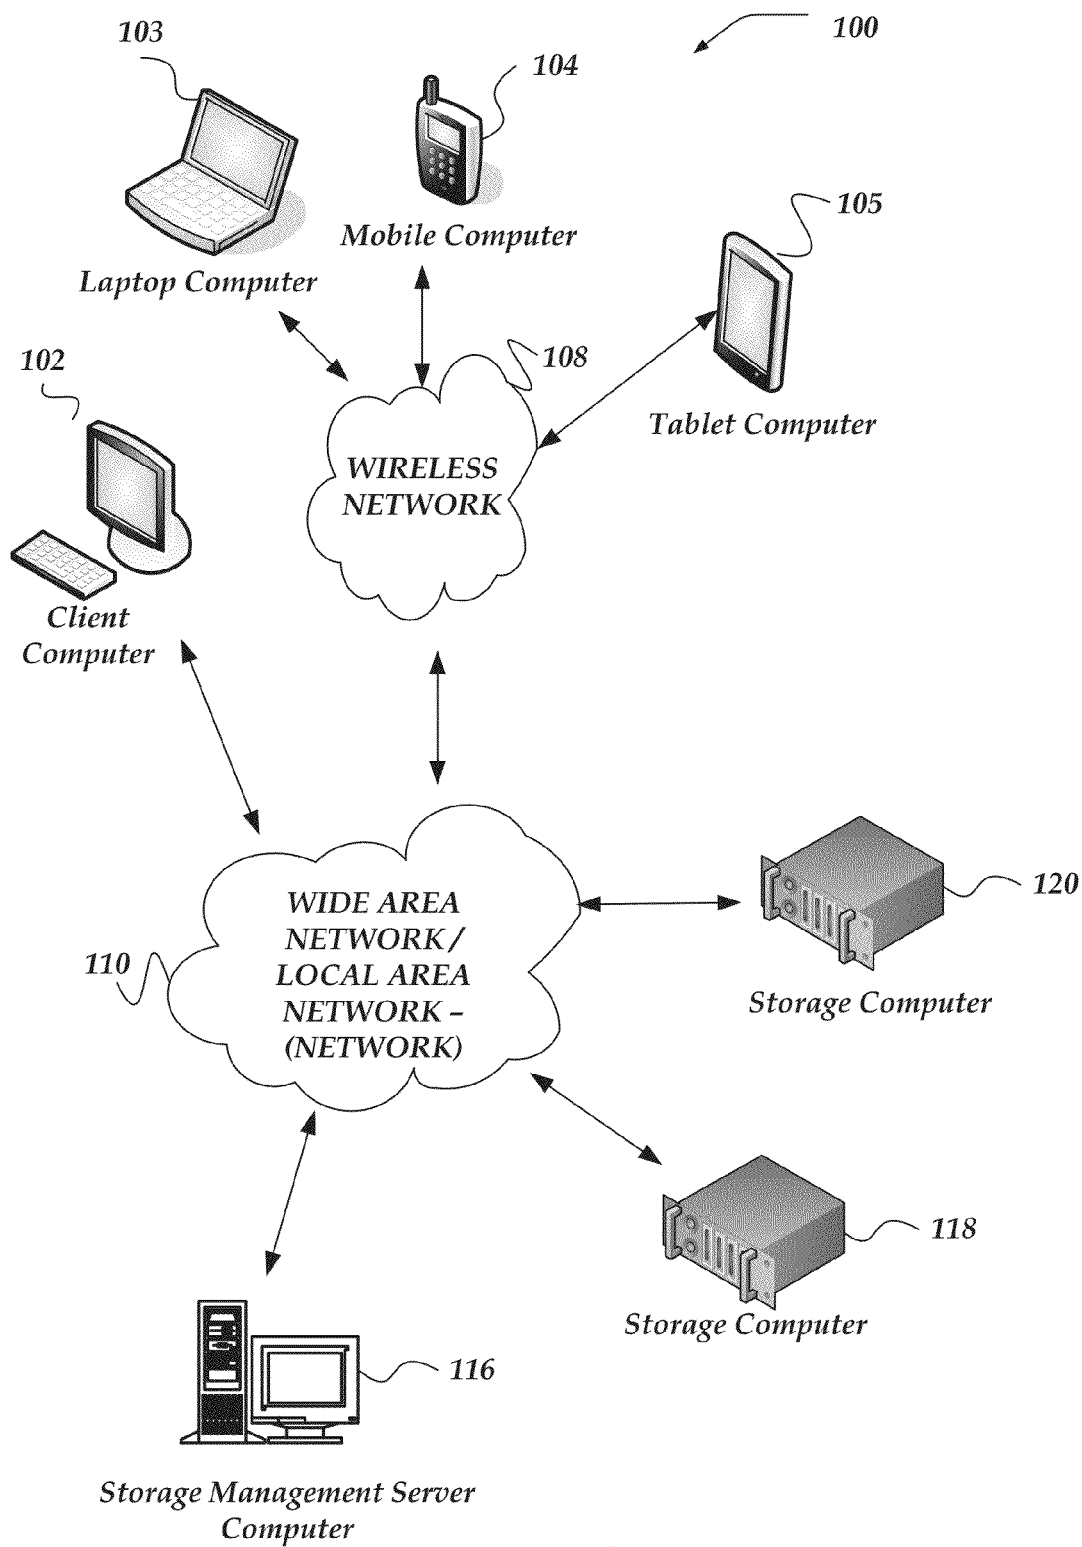 103
104
100
105
Mobile Computer
Laptop Computer
102
108
Tablet Computer
WIRELESS
NETWORK
Client
Computer
120
WIDE AREA
NETWORK /
LOCAL AREA
NETWORK –
(NETWORK)
110
Storage Computer
118
Storage Computer
116
Storage Management Server
Computer